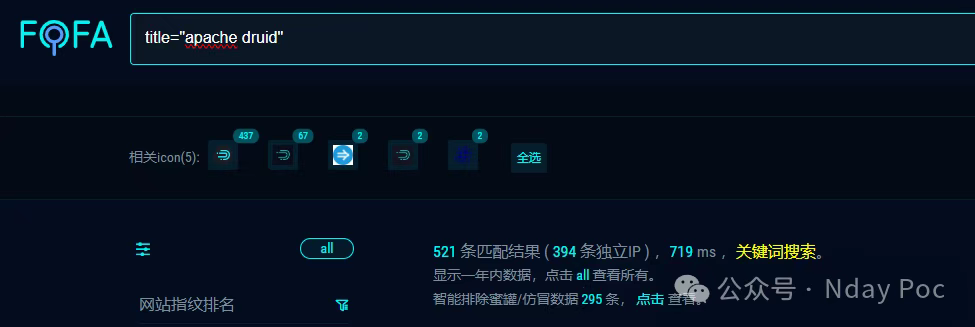 FOFA
title="apache druid"
437 67 2 2 2
相关icon(5): 全选
all
521 条匹配结果 ( 394 条独立IP ) ，719 ms ，关键词搜索。
显示一年内数据，点击 all 查看所有。
网站指纹排名
智能排除蜜罐/仿冒数据 295 条， 点击 查看。
公众号 · Nday Poc